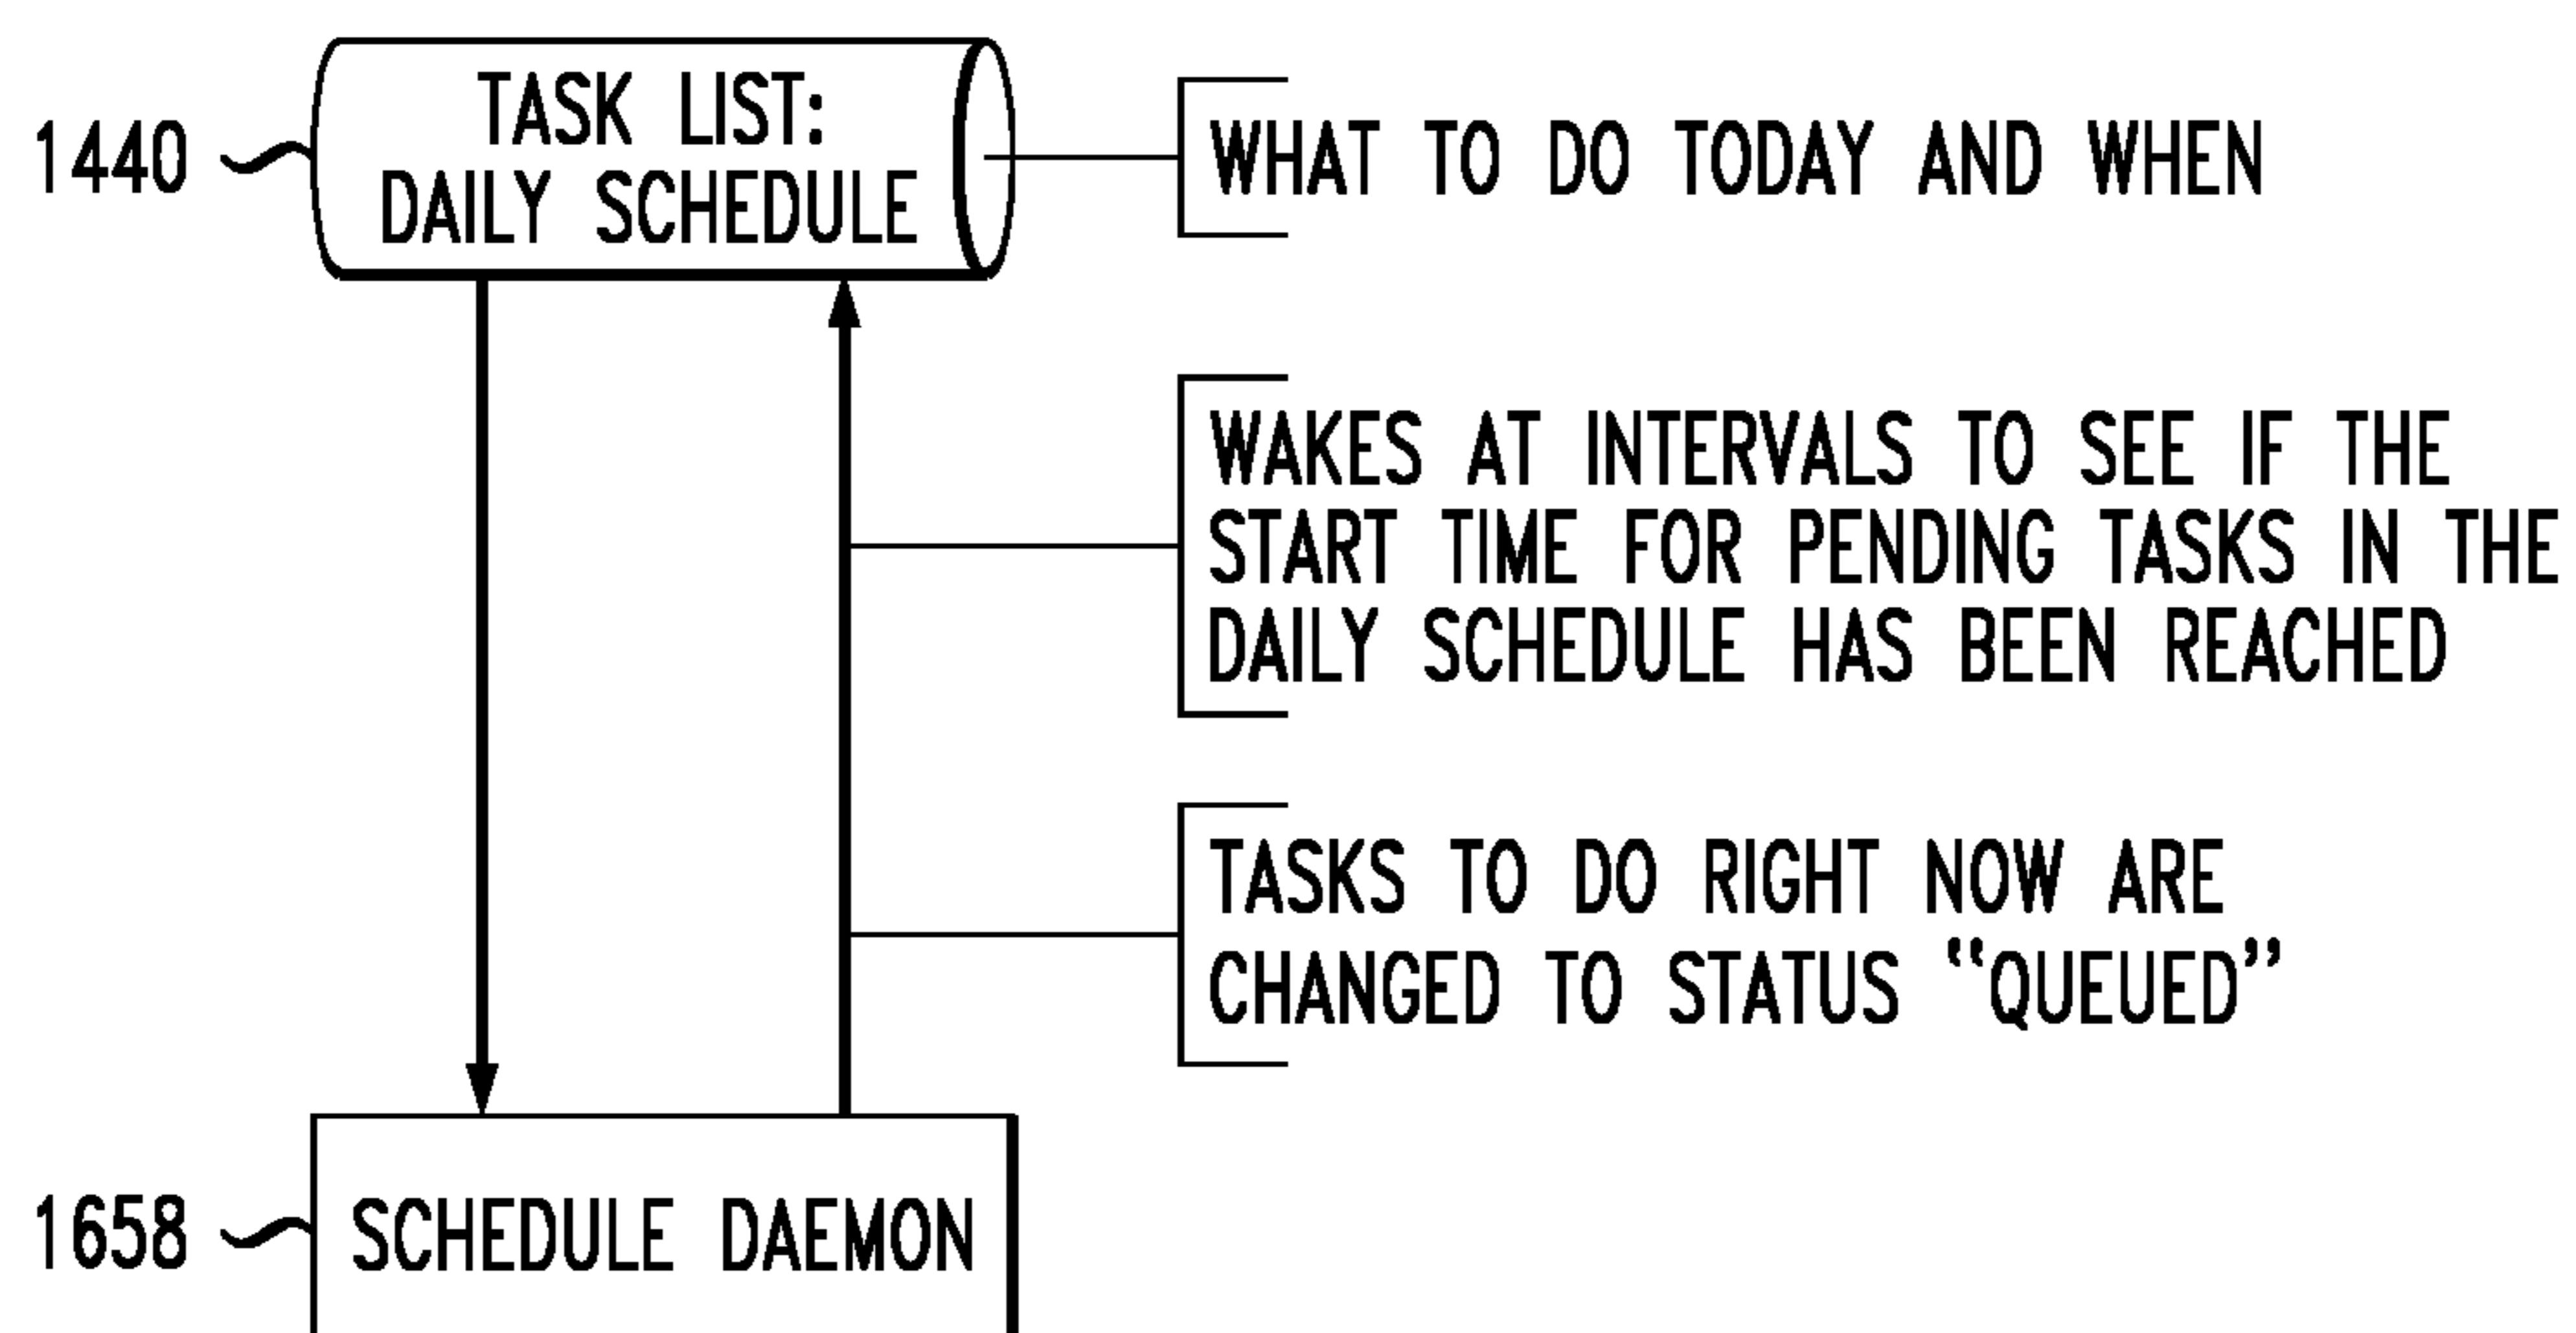 1440
TASK LIST:
DAILY SCHEDULE
WHAT TO DO TODAY AND WHEN
WAKES AT INTERVALS TO SEE IF THE
START TIME FOR PENDING TASKS IN THE
DAILY SCHEDULE HAS BEEN REACHED
TASKS TO DO RIGHT NOW ARE
CHANGED TO STATUS “QUEUED”
1658
SCHEDULE DAEMON